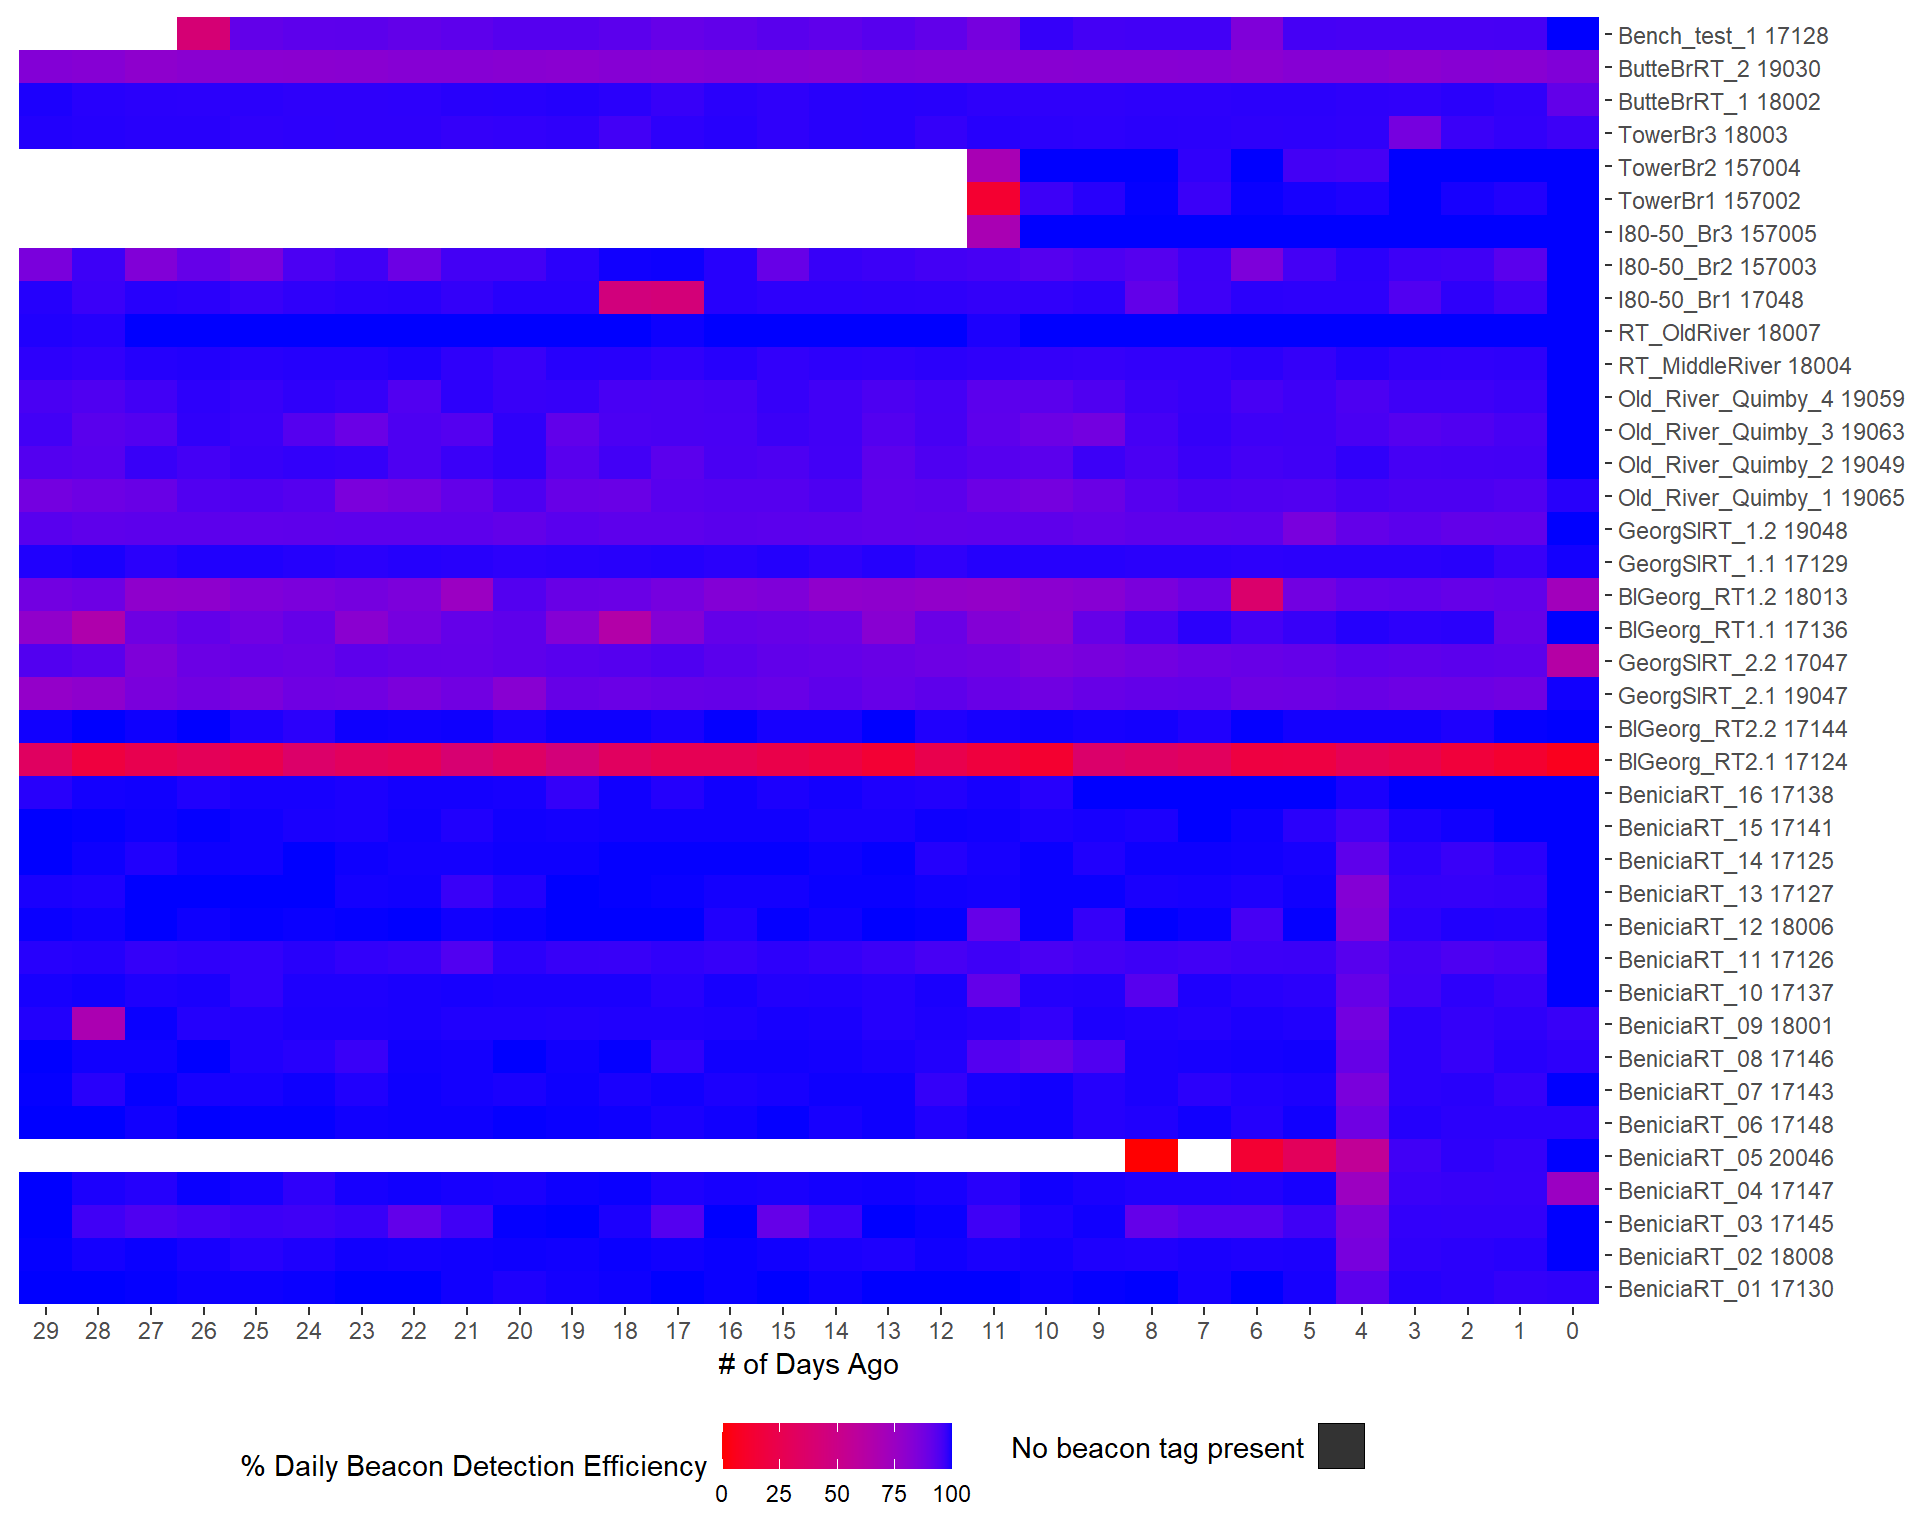 Bench_test_1 17128
ButteBrRT_2 19030
ButteBrRT_1 18002
TowerBr3 18003
TowerBr2 157004
TowerBr1 157002
I80-50_Br3 157005
I80-50_Br2 157003
I80-50_Br1 17048
RT_OldRiver 18007
RT_MiddleRiver 18004
Old_River_Quimby_4 19059
Old_River_Quimby_3 19063
Old_River_Quimby_2 19049
Old_River_Quimby_1 19065
GeorgSlRT_1.2 19048
GeorgSlRT_1.1 17129
BlGeorg_RT1.2 18013
BlGeorg_RT1.1 17136
GeorgSlRT_2.2 17047
GeorgSlRT_2.1 19047
BlGeorg_RT2.2 17144
BlGeorg_RT2.1 17124
BeniciaRT_16 17138
BeniciaRT_15 17141
BeniciaRT_14 17125
BeniciaRT_13 17127
BeniciaRT_12 18006
BeniciaRT_11 17126
BeniciaRT_10 17137
BeniciaRT_09 18001
BeniciaRT_08 17146
BeniciaRT_07 17143
BeniciaRT_06 17148
BeniciaRT_05 20046
BeniciaRT_04 17147
BeniciaRT_03 17145
BeniciaRT_02 18008
BeniciaRT_01 17130
29 28 27 26 25 24 23 22 21 20 19 18 17 16 15 14 13 12 11 10 9 8 7 6 5 4 3 2 1 0
# of Days Ago
% Daily Beacon Detection Efficiency
0 25 50 75 100
No beacon tag present